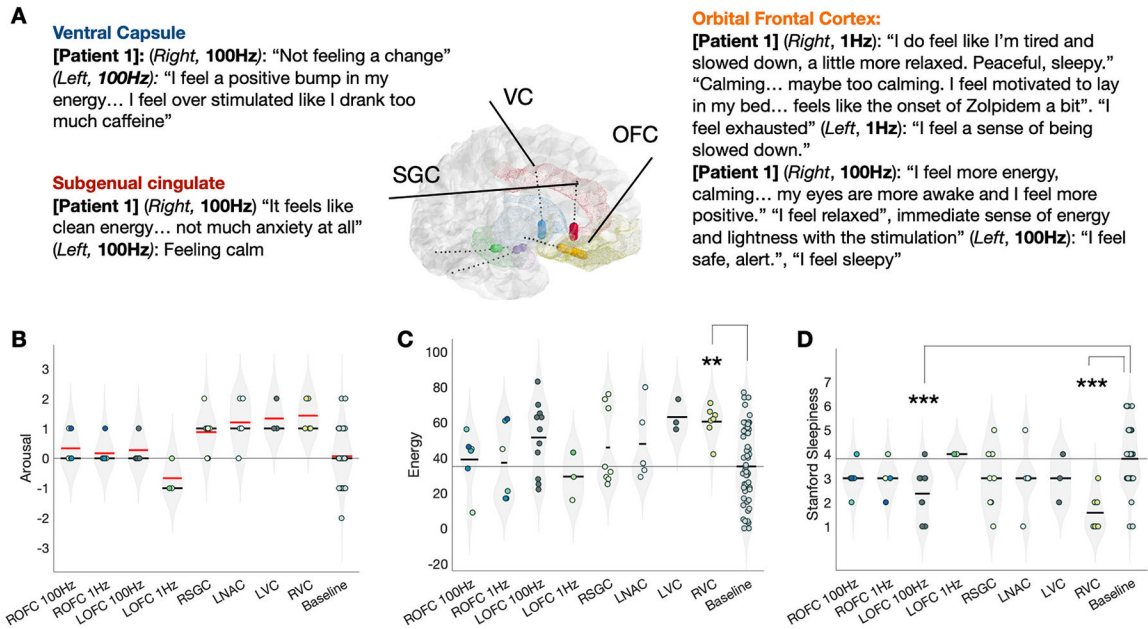 A
Ventral Capsule
[Patient 1]: (Right, 100Hz): “Not feeling a change”
(Left, 100Hz): “I feel a positive bump in my
energy… I feel over stimulated like I drank too
much caffeine”
Subgenual cingulate
[Patient 1] (Right, 100Hz) “It feels like
clean energy… not much anxiety at all”
(Left, 100Hz): Feeling calm
VC
OFC
SGC
Orbital Frontal Cortex:
[Patient 1] (Right, 1Hz): “I do feel like I’m tired and
slowed down, a little more relaxed. Peaceful, sleepy.”
“Calming… maybe too calming. I feel motivated to lay
in my bed… feels like the onset of Zolpidem a bit”. “I
feel exhausted” (Left, 1Hz): “I feel a sense of being
slowed down.”
[Patient 1] (Right, 100Hz): “I feel more energy,
calming… my eyes are more awake and I feel more
positive.” “I feel relaxed”, immediate sense of energy
and lightness with the stimulation” (Left, 100Hz): “I feel
safe, alert.”, “I feel sleepy”
B
Arousal
3
2
1
0
-1
-2
-3
ROFC 100Hz
ROFC 1Hz
LOFC 100Hz
LOFC 1Hz
RSGC
LNAC
LVC
RVC
Baseline
C
Energy
100
80
60
40
20
0
-20
**
ROFC 100Hz
ROFC 1Hz
LOFC 100Hz
LOFC 1Hz
RSGC
LNAC
LVC
RVC
Baseline
D
Stanford Sleepiness
7
6
5
4
3
2
1
***
***
ROFC 100Hz
ROFC 1Hz
LOFC 100Hz
LOFC 1Hz
RSGC
LNAC
LVC
RVC
Baseline